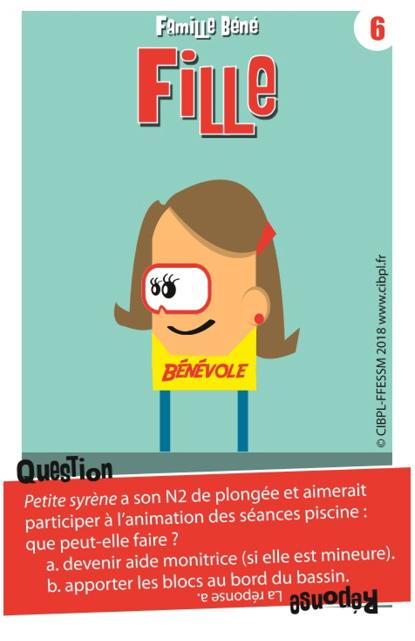 Famille Béné
6
Fille
BÉNÉVOLE
© CIBPL-FFESSM 2018 www.cibpl.fr
Question
Petite syrène a son N2 de plongée et aimerait
participer à l'animation des séances piscine :
que peut-elle faire ?
a. devenir aide monitrice (si elle est mineure).
b. apporter les blocs au bord du bassin.
Réponse
La réponse a.